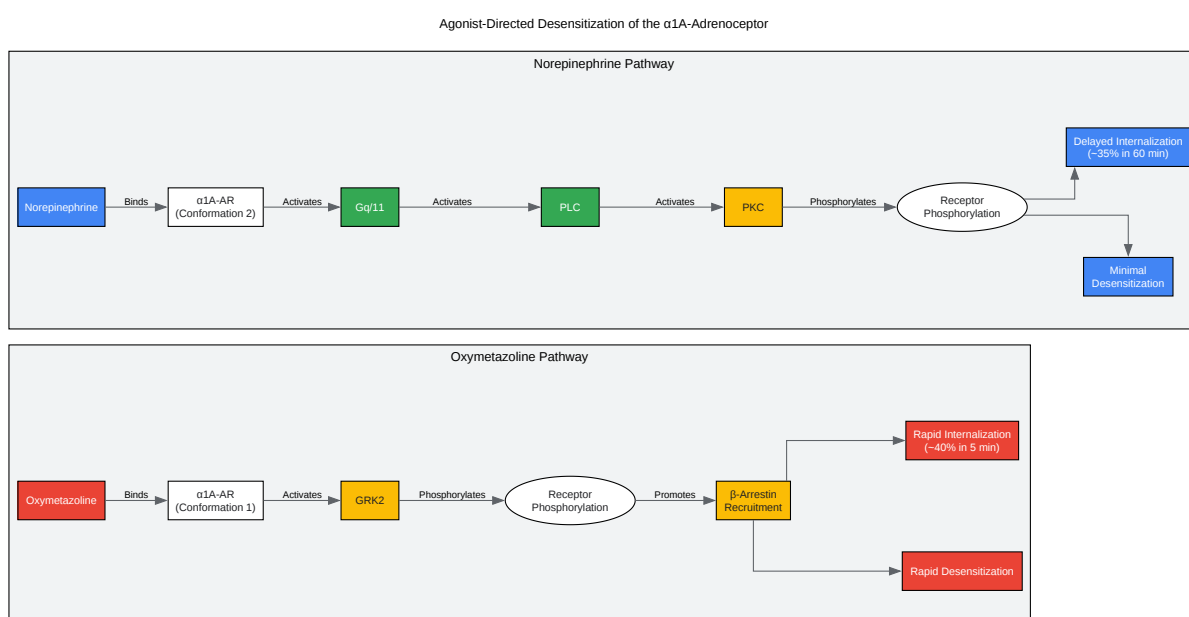 Agonist-Directed Desensitization of the α1A-Adrenoceptor
Norepinephrine Pathway
Norepinephrine
Binds
α1A-AR
(Conformation 2)
Activates
Gq/11
Activates
PLC
Activates
PKC
Phosphorylates
Receptor
Phosphorylation
Delayed Internalization
(~35% in 60 min)
Minimal
Desensitization
Oxymetazoline Pathway
Oxymetazoline
Binds
α1A-AR
(Conformation 1)
Activates
GRK2
Phosphorylates
Receptor
Phosphorylation
Promotes
β-Arrestin
Recruitment
Rapid Internalization
(~40% in 5 min)
Rapid Desensitization